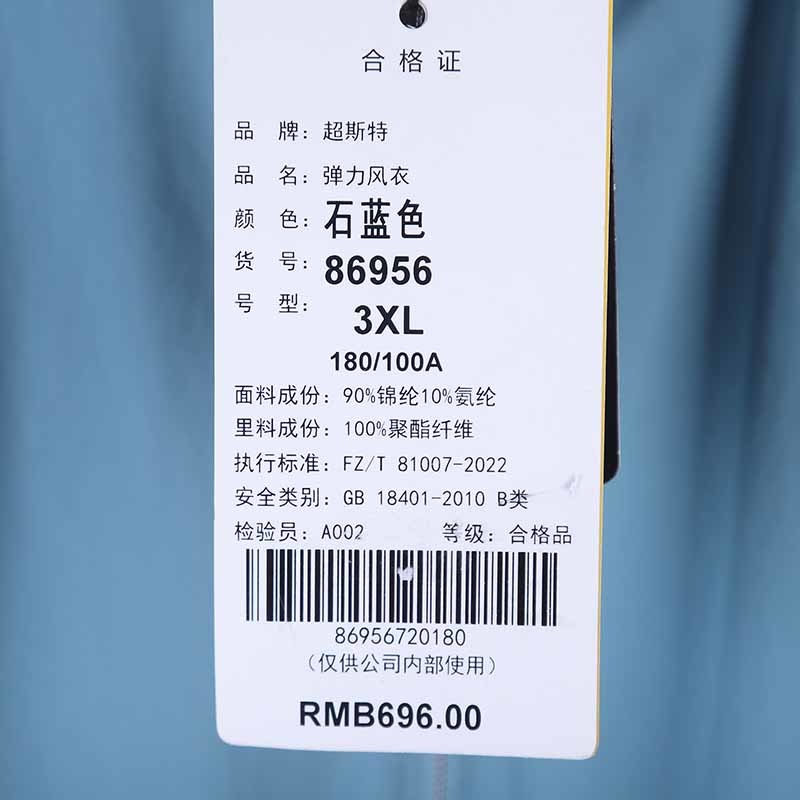 合格证
品 牌：超斯特
品 名：弹力风衣
颜 色：石蓝色
货 号：86956
号 型：3XL
180/100A
面料成份：90%锦纶10%氨纶
里料成份：100%聚酯纤维
执行标准：FZ/T 81007-2022
安全类别：GB 18401-2010 B类
检验员：A002 等级：合格品
86956720180
（仅供公司内部使用）
RMB696.00